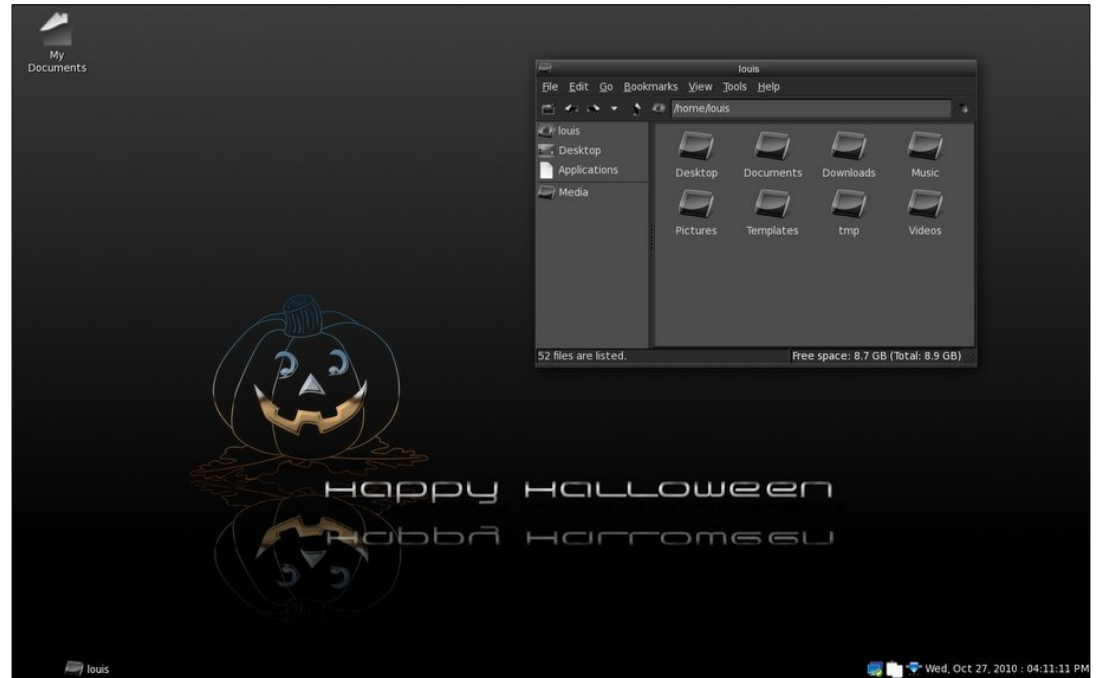 My
Documents
louis
File Edit Go Bookmarks View Tools Help
/home/louis
louis
Desktop
Applications
Media
Desktop Documents Downloads Music
Pictures Templates tmp Videos
52 files are listed.
Free space: 8.7 GB (Total: 8.9 GB)
Happy Halloween
louis
Wed, Oct 27, 2010 : 04:11:11 PM